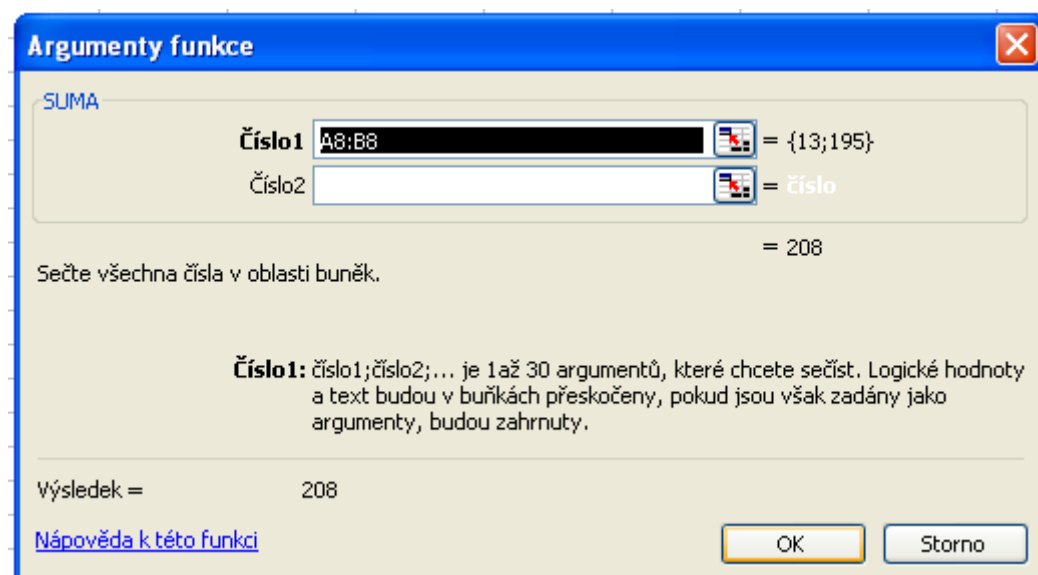 Argumenty funkce
SUMA
Číslo1 A8:B8 = {13;195}
Číslo2 = číslo
= 208
Sečte všechna čísla v oblasti buněk.
Číslo1: číslo1;číslo2;... je 1až 30 argumentů, které chcete sečíst. Logické hodnoty
a text budou v buňkách přeskočeny, pokud jsou však zadány jako
argumenty, budou zahrnuty.
Výsledek = 208
Nápověda k této funkci OK Storno